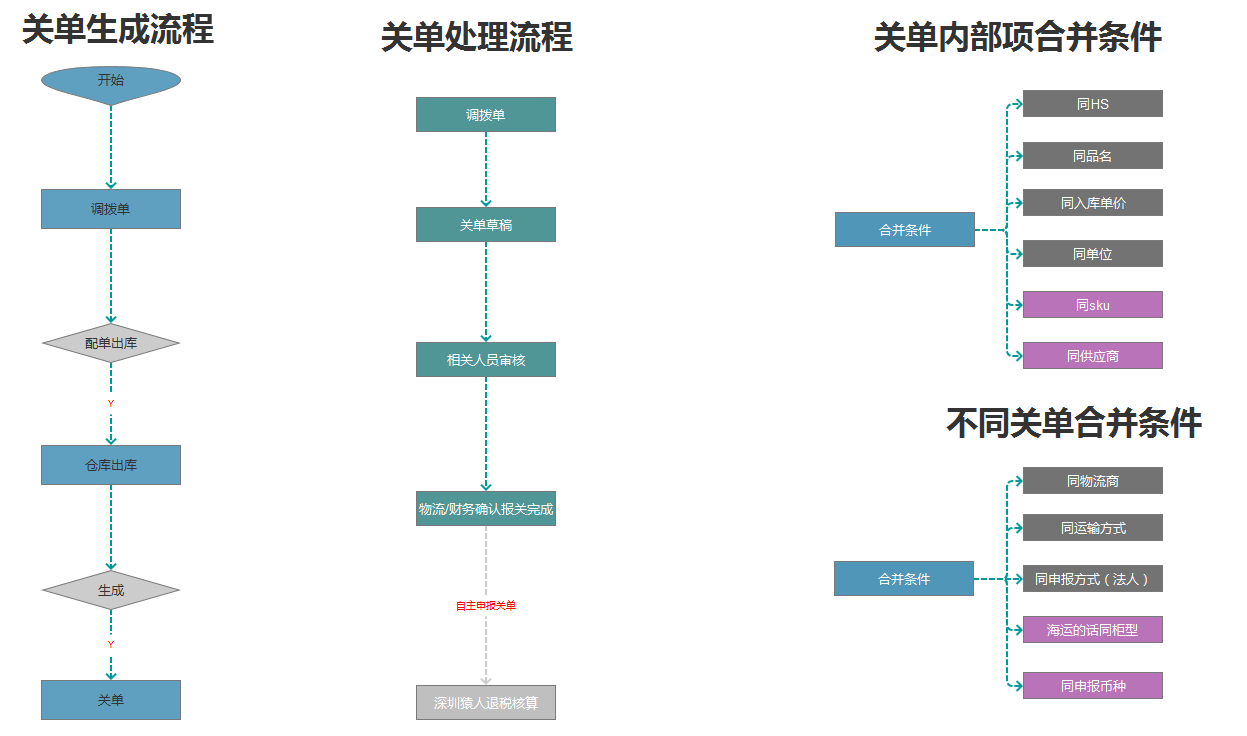 关单生成流程
开始
调拨单
配单出库
Y
仓库出库
生成
Y
关单
关单处理流程
调拨单
关单草稿
相关人员审核
物流/财务确认报关完成
自主申报关单
深圳猿人退税核算
关单内部项合并条件
合并条件
同HS
同品名
同入库单价
同单位
同sku
同供应商
不同关单合并条件
合并条件
同物流商
同运输方式
同申报方式（法人）
海运的话同柜型
同申报币种